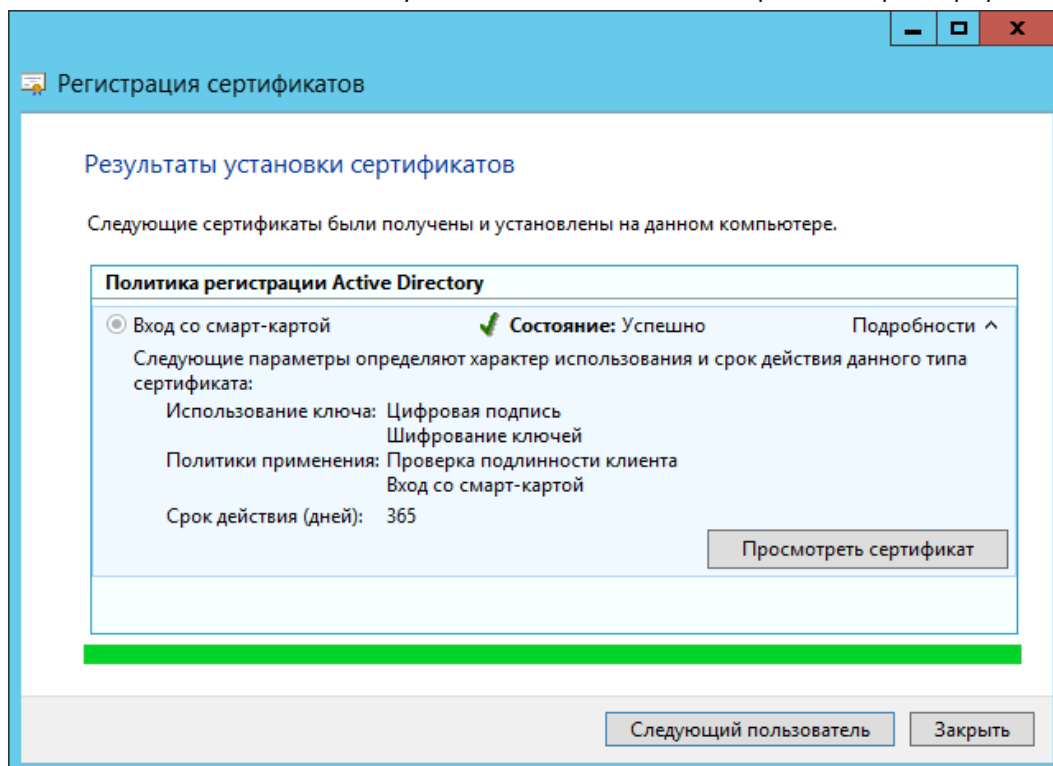 Регистрация сертификатов
Результаты установки сертификатов
Следующие сертификаты были получены и установлены на данном компьютере.
Политика регистрации Active Directory
Вход со смарт-картой Состояние: Успешно Подробности
Следующие параметры определяют характер использования и срок действия данного типа
сертификата:
Использование ключа: Цифровая подпись
Шифрование ключей
Политики применения: Проверка подлинности клиента
Вход со смарт-картой
Срок действия (дней): 365
Просмотреть сертификат
Следующий пользователь Закрыть